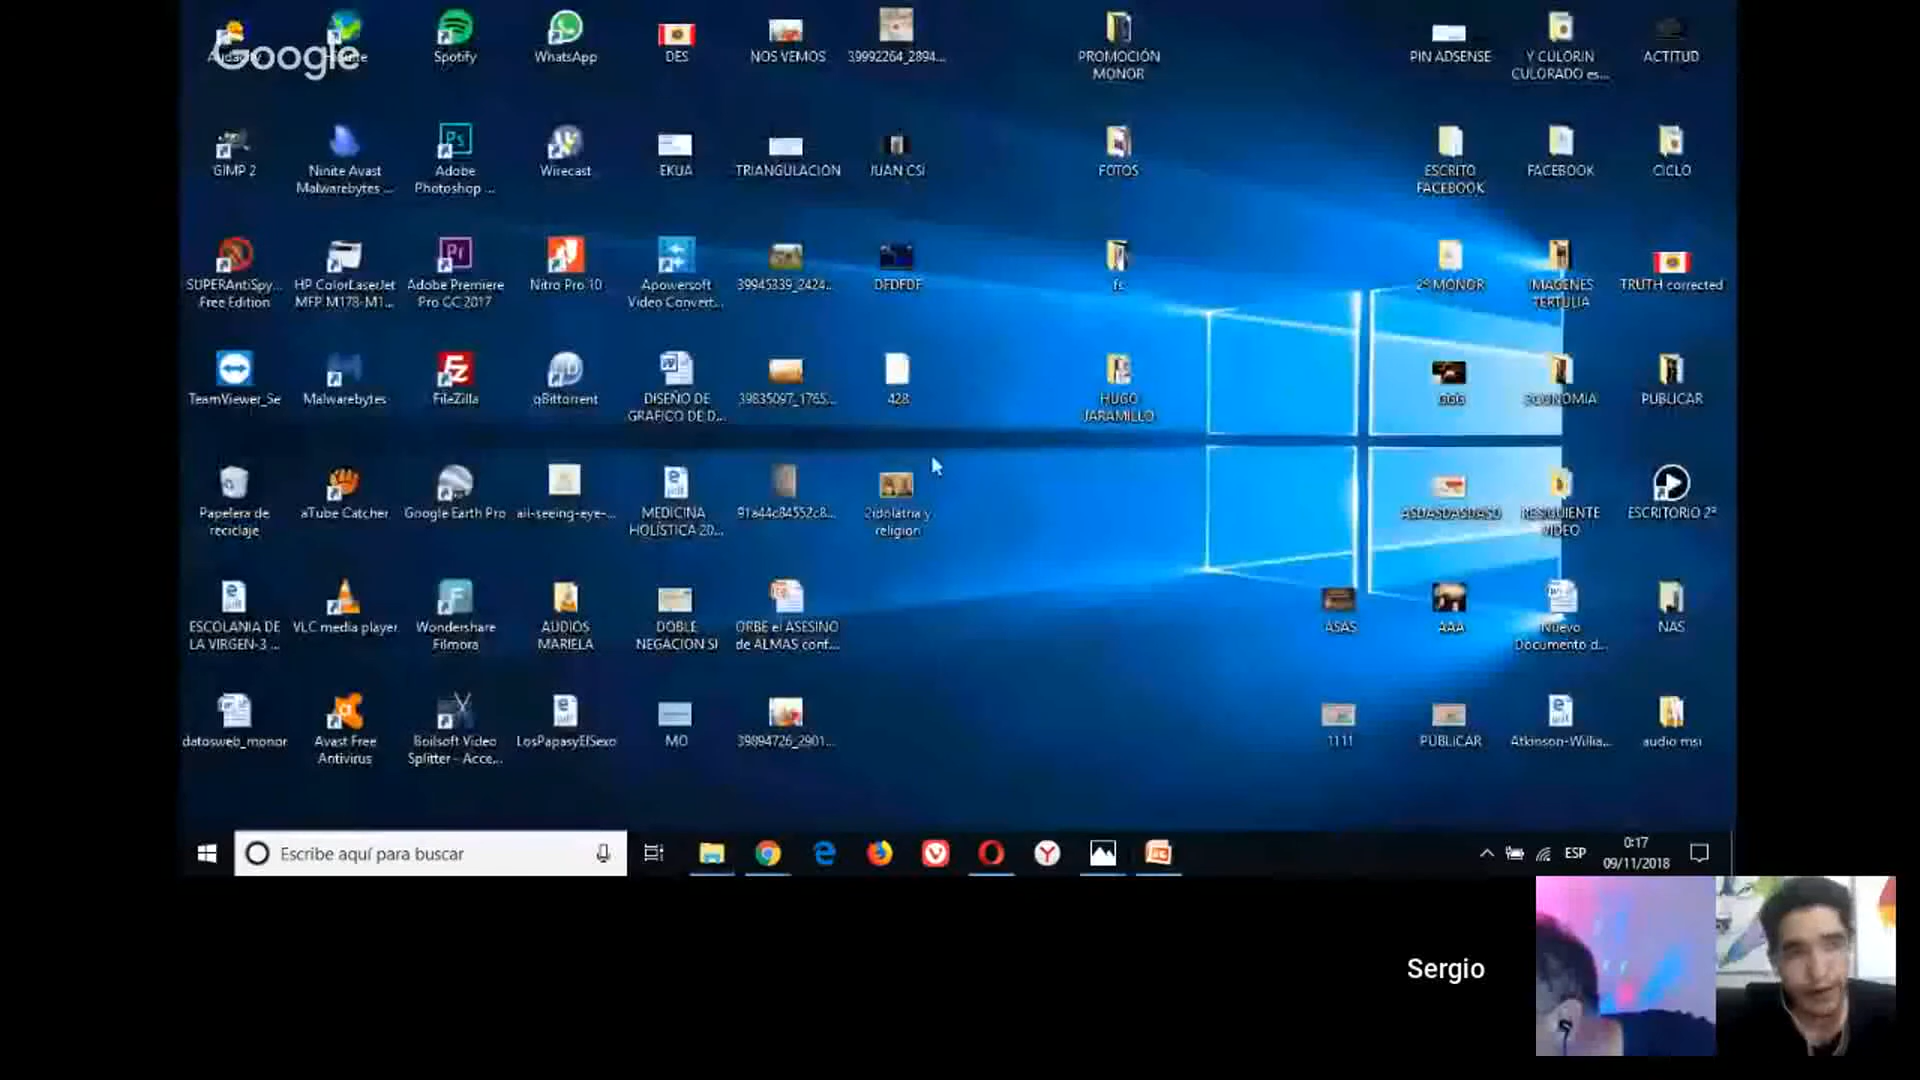 Google
Spotify
WhatsApp
DES
NOS VEMOS
39992264_2894...
PROMOCIÓN
MONOR
PIN ADSENSE
Y CULORIN
CULORADO es...
ACTITUD
GIMP 2
Ninite Avast
Malwarebytes ...
Adobe
Photoshop ...
Wirecast
EKUA
TRIANGULACION
JUAN CSI
FOTOS
ESCRITO
FACEBOOK
FACEBOOK
CICLO
SUPERAntiSpy...
Free Edition
HP ColorLaserJet
MFP M178-M1...
Adobe Premiere
Pro CC 2017
Nitro Pro 10
Apowersoft
Video Convert...
39945339_2424...
DFDFDF
fs
2º MONOR
IMAGENES
TERTULIA
TRUTH corrected
TeamViewer_Se
Malwarebytes
FileZilla
qBittorrent
DISEÑO DE
GRAFICO DE D...
39835097_1765...
428
HUGO
JARAMILLO
GGG
ECONOMIA
PUBLICAR
Papelera de
reciclaje
aTube Catcher
Google Earth Pro
all-seeing-eye-...
MEDICINA
HOLÍSTICA 20...
91a44c84552c8...
2idolatria y
religion
ASDASDASDASD
RESIGUIENTE
VIDEO
ESCRITORIO 2º
ESCOLANIA DE
LA VIRGEN-3 ...
VLC media player
Wondershare
Filmora
AUDIOS
MARIELA
DOBLE
NEGACION SI
ORBE el ASESINO
de ALMAS conf...
ASAS
AAA
Nuevo
Documento d...
NAS
datosweb_monor
Avast Free
Antivirus
Boilsoft Video
Splitter - Acce...
LosPapasyElSexo
MO
39894726_2901...
1111
PUBLICAR
Atkinson-Willia...
audio msi
Escribe aquí para buscar
ESP
0:17
09/11/2018
Sergio